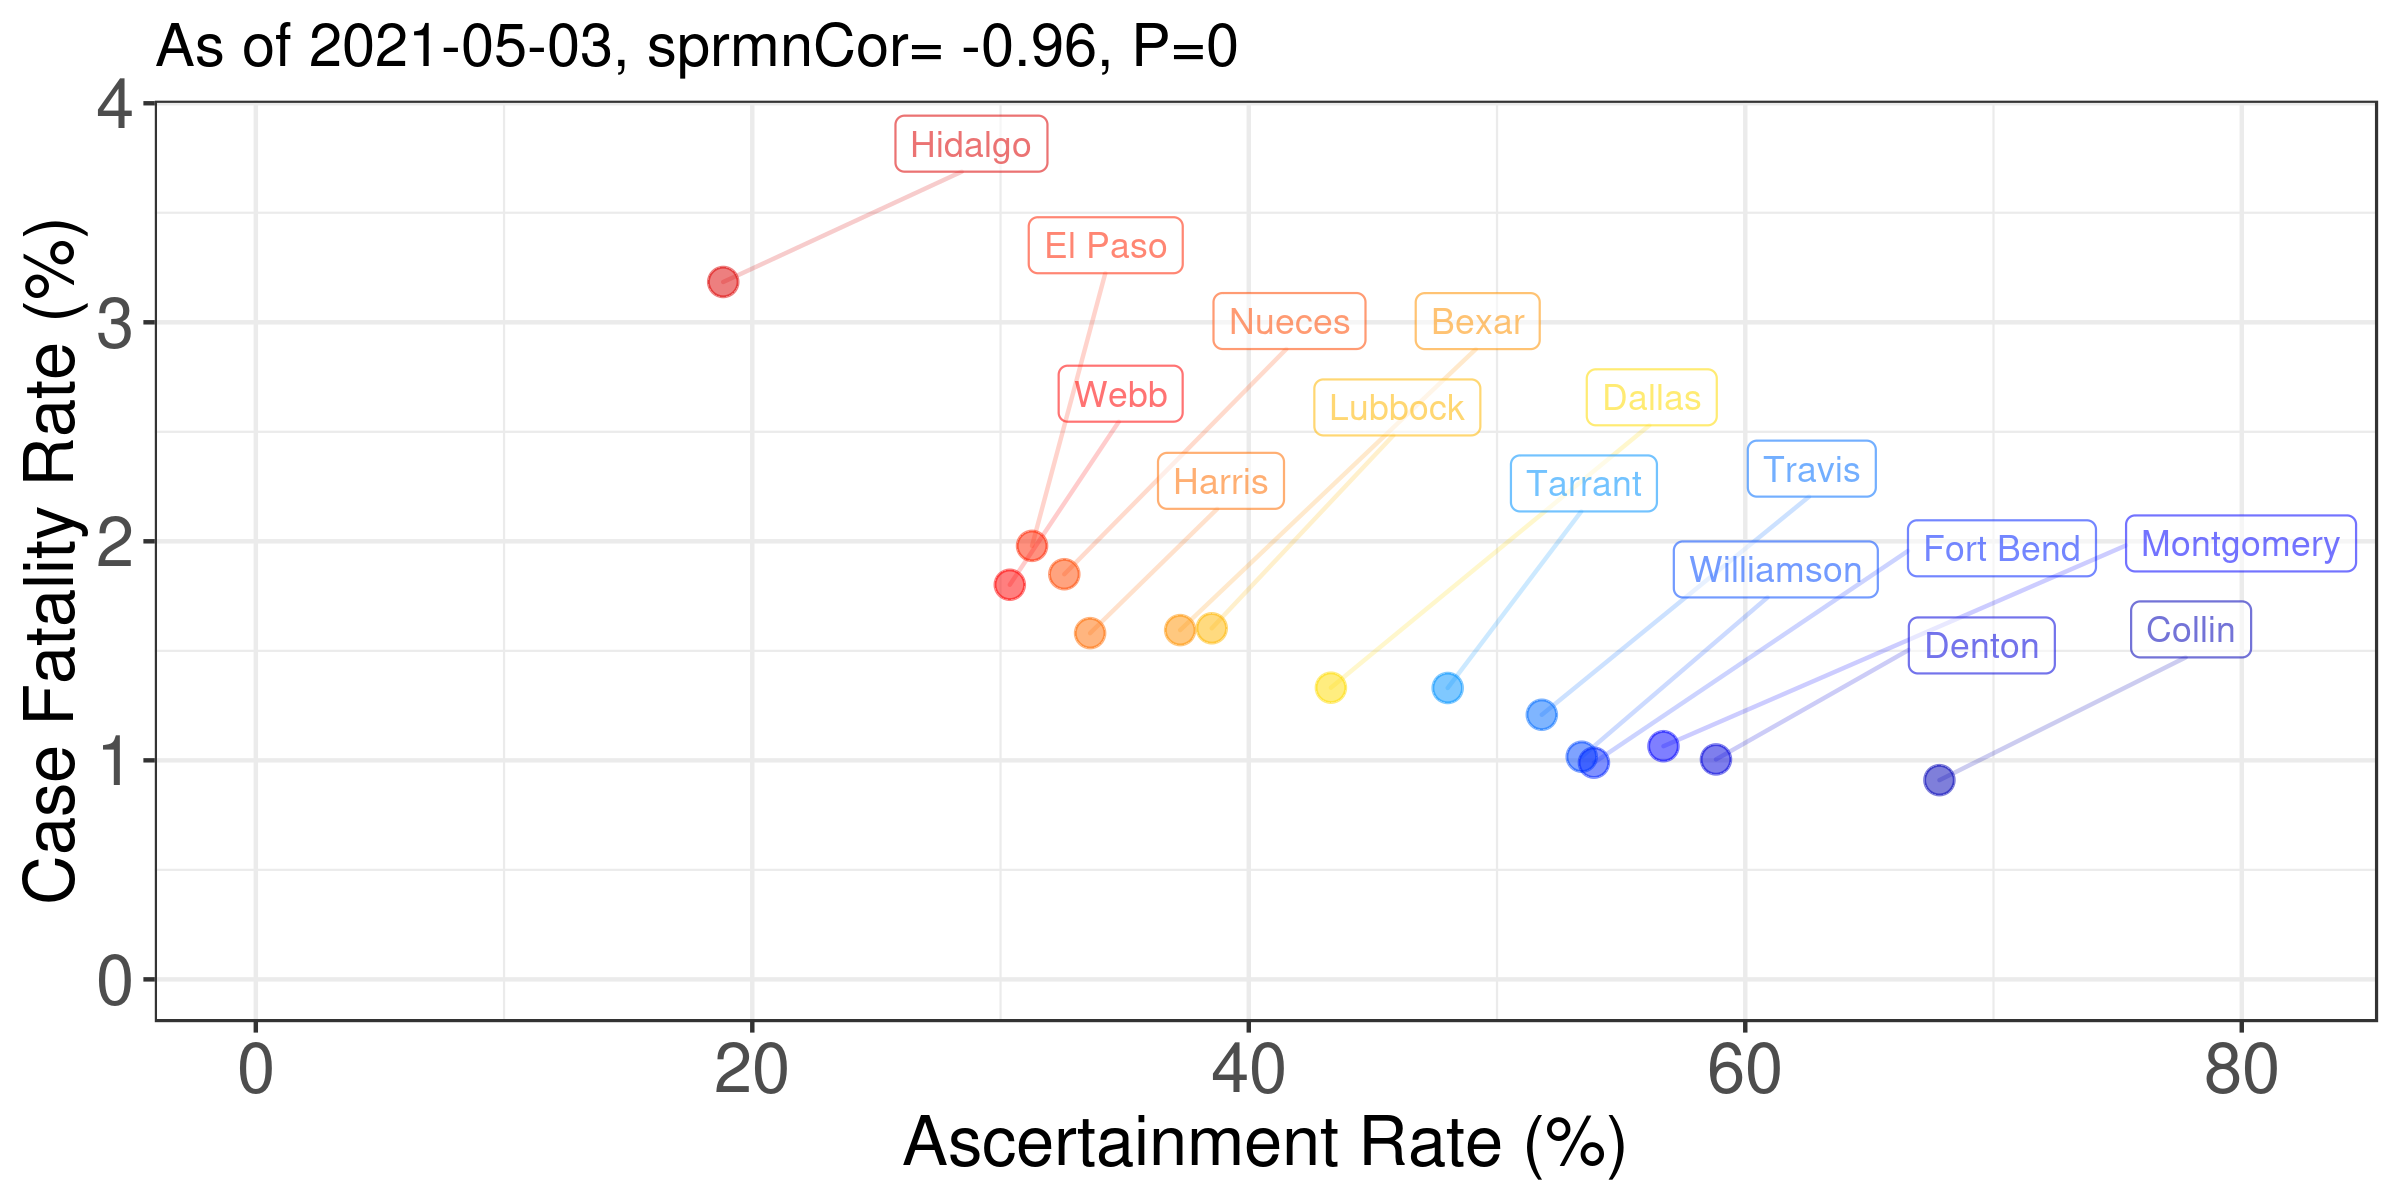 As of 2021-05-03, sprmnCor= -0.96, P=0
Case Fatality Rate (%)
4
3
2
1
0
Hidalgo
El Paso
Nueces
Bexar
Webb
Lubbock
Dallas
Harris
Tarrant
Travis
Williamson
Fort Bend
Montgomery
Denton
Collin
0 20 40 60 80
Ascertainment Rate (%)